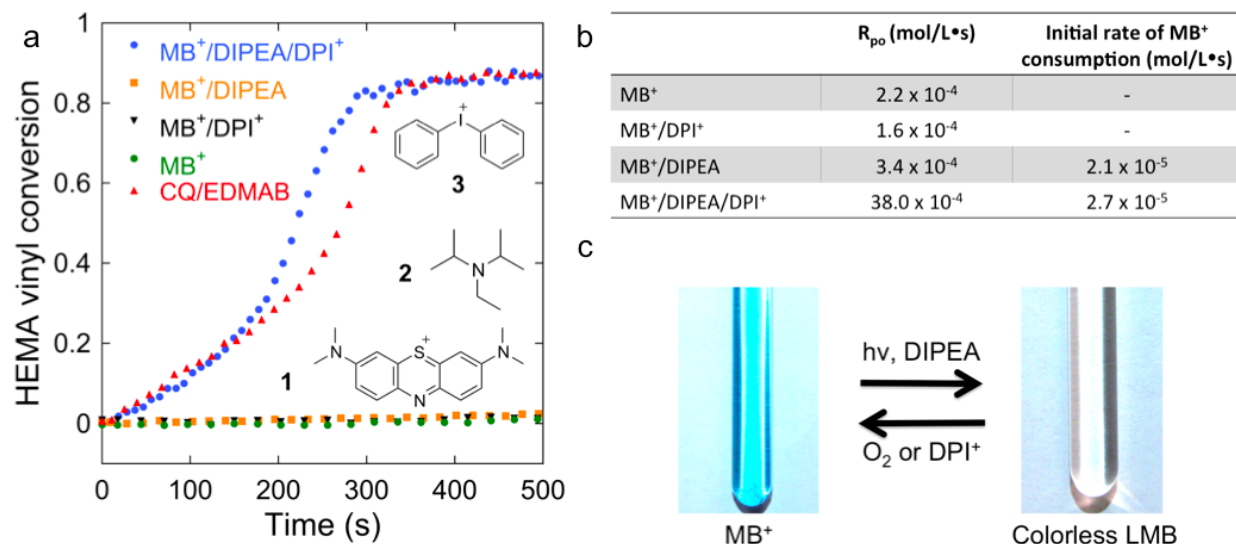 a
HEMA vinyl conversion
1
0.8
0.6
0.4
0.2
0
MB⁺/DIPEA/DPI⁺
MB⁺/DIPEA
MB⁺/DPI⁺
MB⁺
CQ/EDMAB
I⁺
3
2
N
1
N
S⁺
N
N
0
100
200
300
400
500
Time (s)
b
Rₚₒ (mol/L•s)
Initial rate of MB⁺
consumption (mol/L•s)
MB⁺
2.2 x 10⁻⁴
-
MB⁺/DPI⁺
1.6 x 10⁻⁴
-
MB⁺/DIPEA
3.4 x 10⁻⁴
2.1 x 10⁻⁵
MB⁺/DIPEA/DPI⁺
38.0 x 10⁻⁴
2.7 x 10⁻⁵
c
hν, DIPEA
O₂ or DPI⁺
MB⁺
Colorless LMB